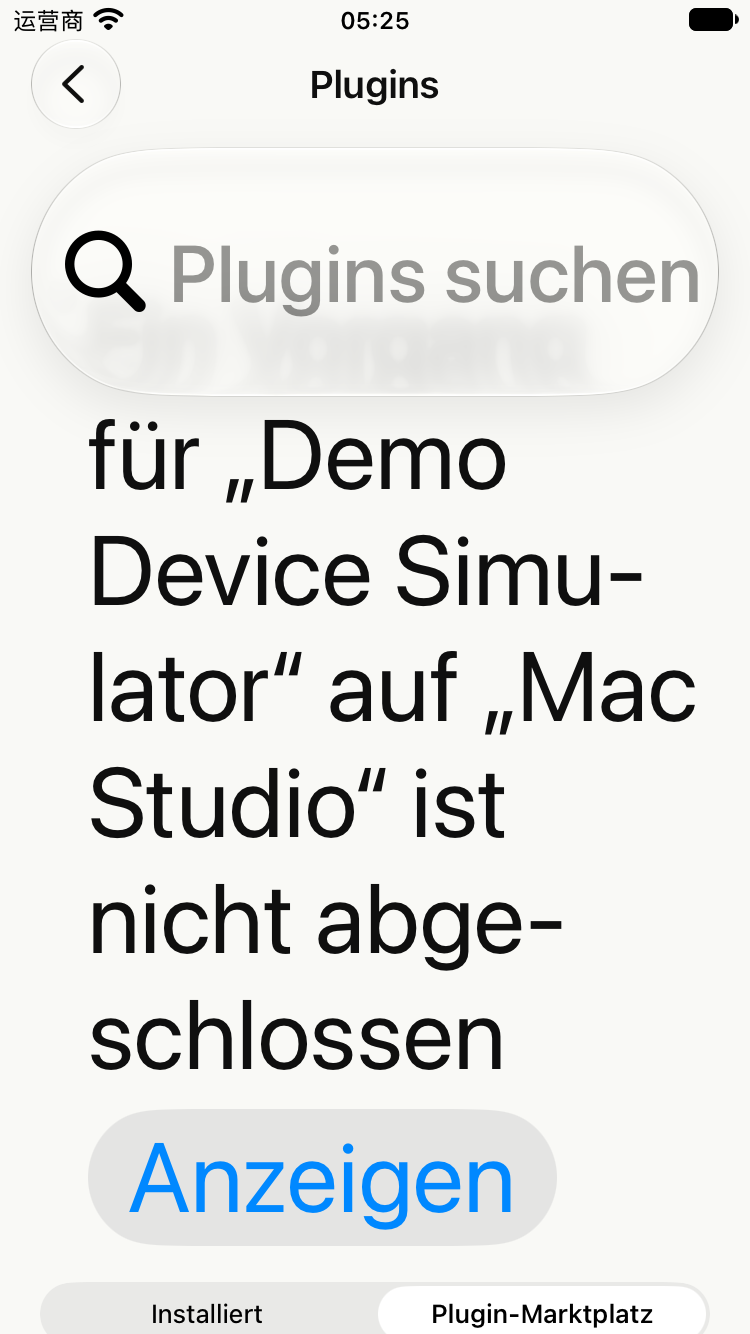 运营商
05:25
Plugins
Plugins suchen
für „Demo
Device Simu-
lator“ auf „Mac
Studio“ ist
nicht abge-
schlossen
Anzeigen
Installiert
Plugin-Marktplatz